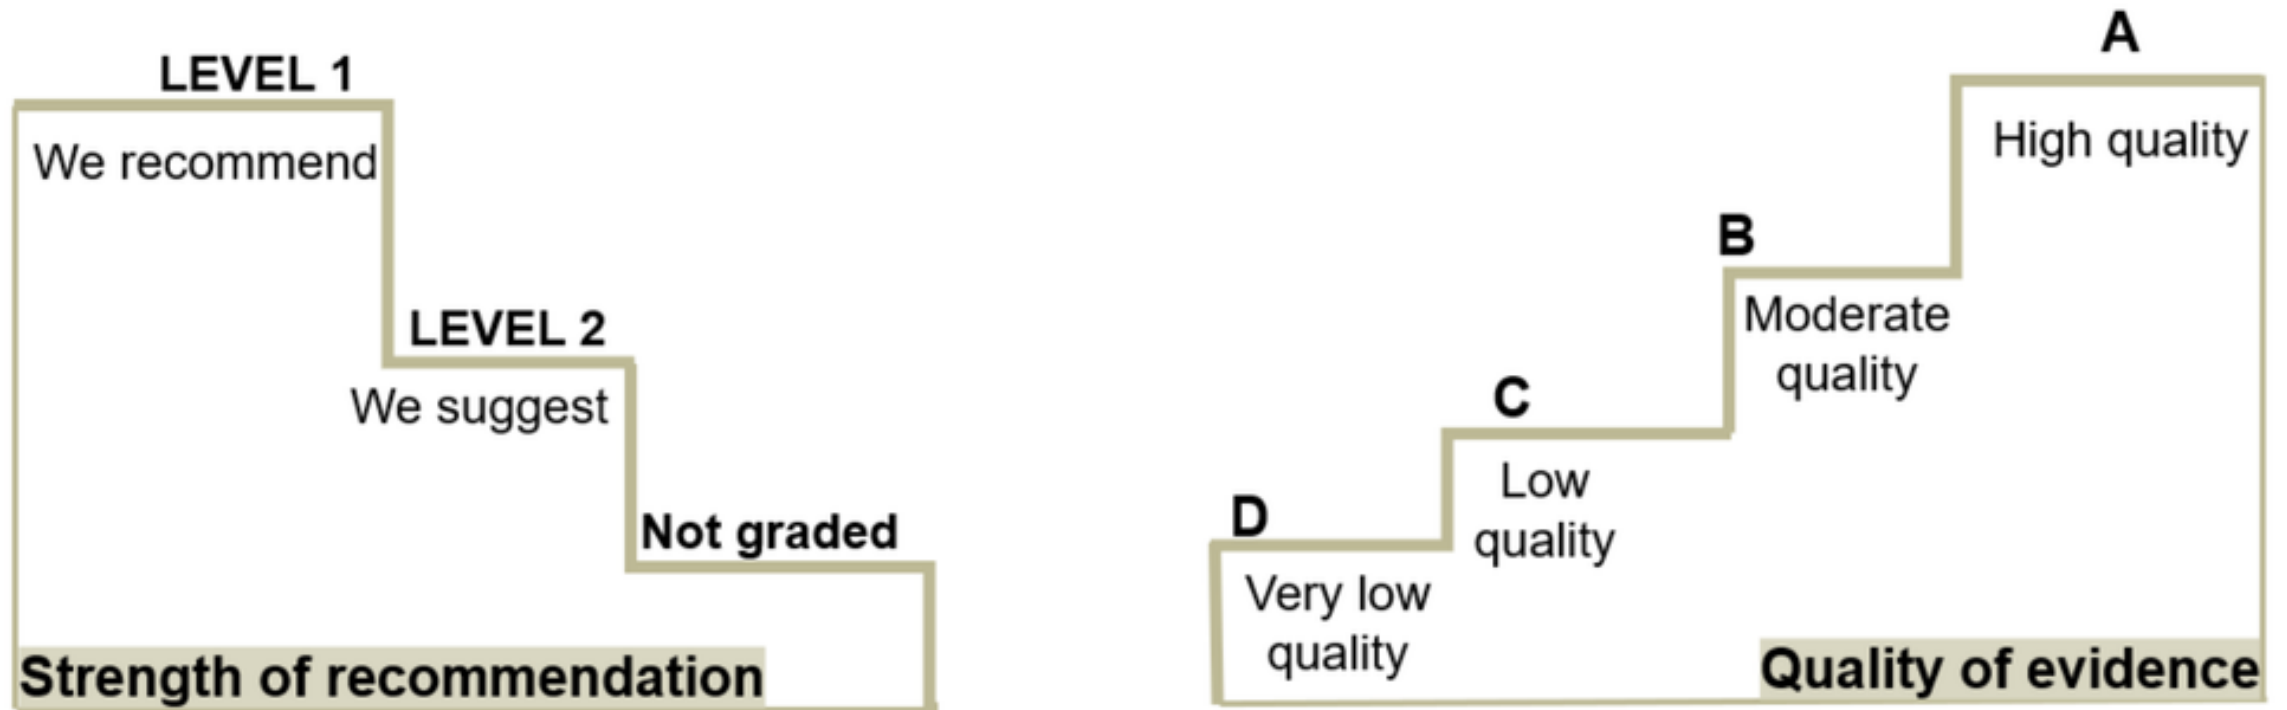 LEVEL 1
We recommend
LEVEL 2
We suggest
Not graded
Strength of recommendation
A
High quality
B
Moderate
quality
C
Low
quality
D
Very low
quality
Quality of evidence